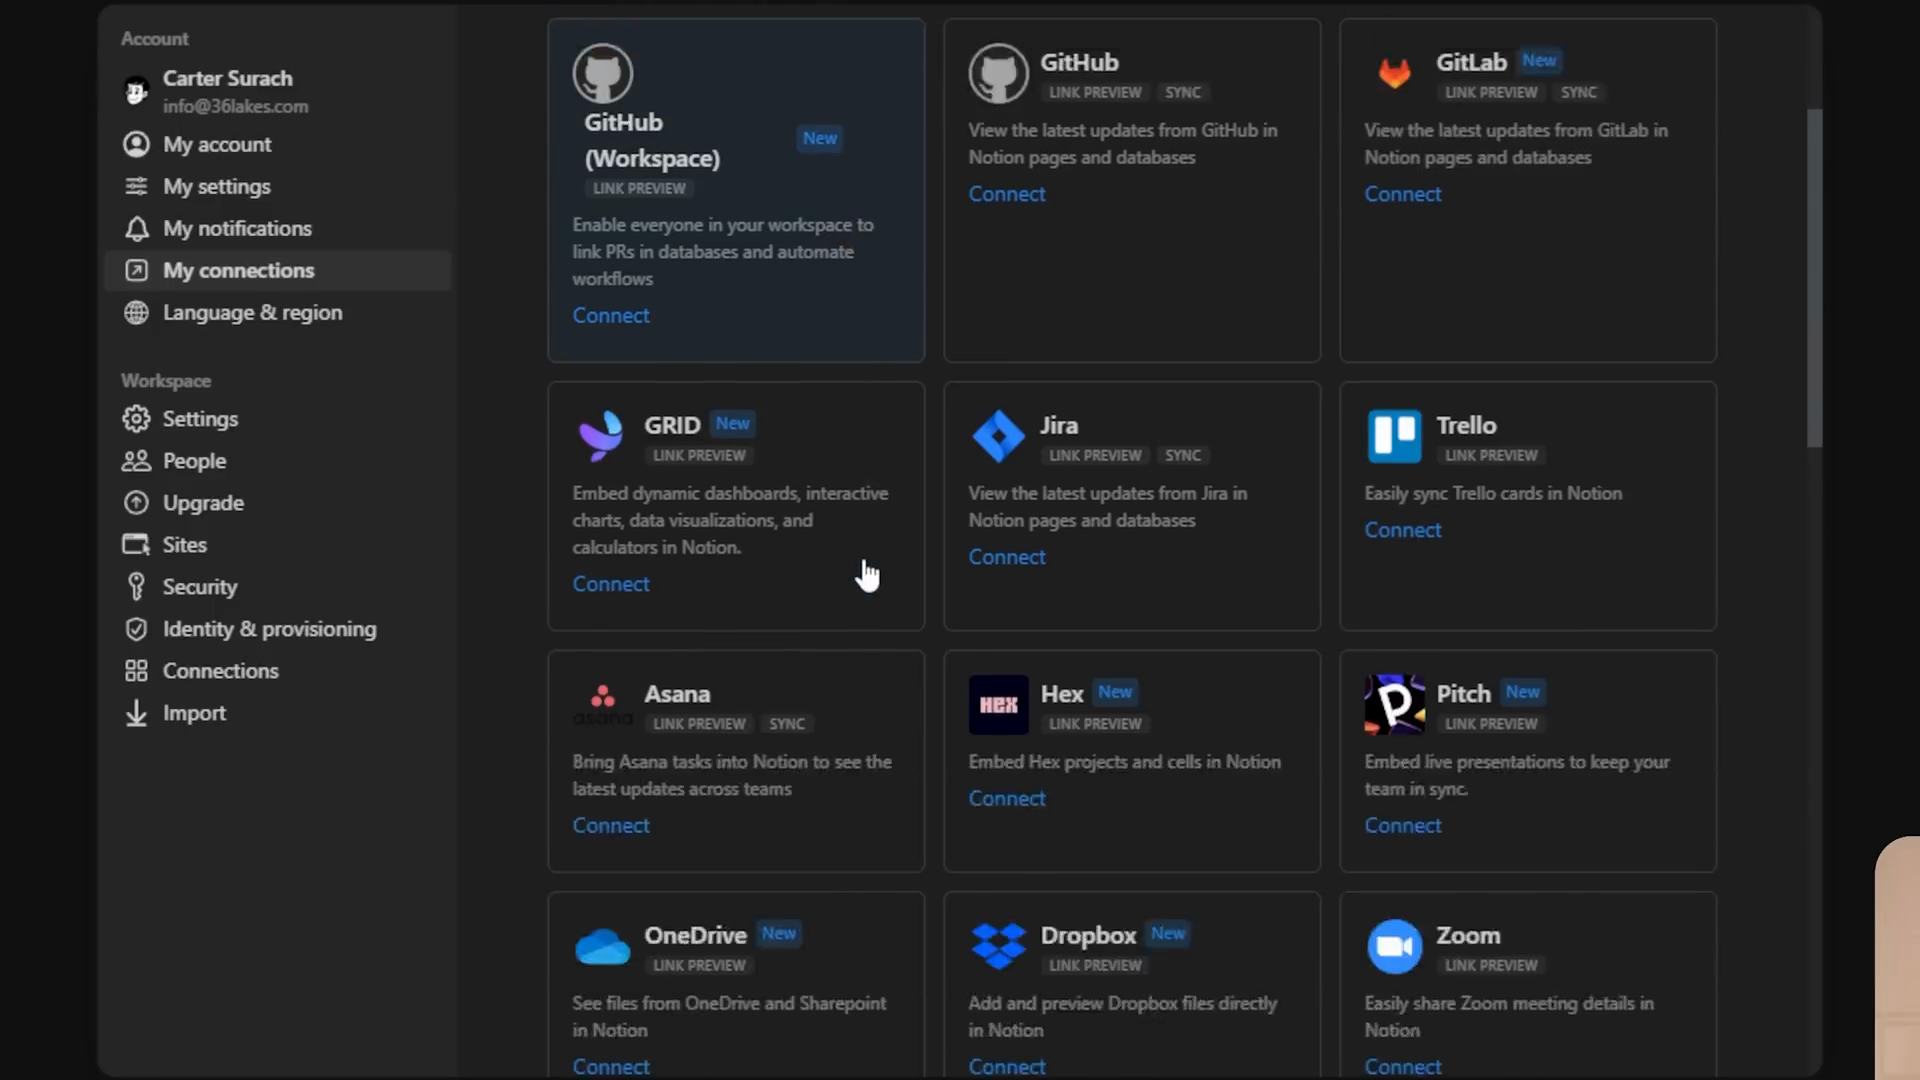 Account
Carter Surach
info@36lakes.com
My account
My settings
My notifications
My connections
Language & region
Workspace
Settings
People
Upgrade
Sites
Security
Identity & provisioning
Connections
Import
GitHub
(Workspace)
New
LINK PREVIEW
Enable everyone in your workspace to
link PRs in databases and automate
workflows
Connect
GitHub
LINK PREVIEW SYNC
View the latest updates from GitHub in
Notion pages and databases
Connect
GitLab New
LINK PREVIEW SYNC
View the latest updates from GitLab in
Notion pages and databases
Connect
GRID New
LINK PREVIEW
Embed dynamic dashboards, interactive
charts, data visualizations, and
calculators in Notion.
Connect
Jira
LINK PREVIEW SYNC
View the latest updates from Jira in
Notion pages and databases
Connect
Trello
LINK PREVIEW
Easily sync Trello cards in Notion
Connect
asana
Asana
LINK PREVIEW SYNC
Bring Asana tasks into Notion to see the
latest updates across teams
Connect
HEX
Hex New
LINK PREVIEW
Embed Hex projects and cells in Notion
Connect
P
Pitch New
LINK PREVIEW
Embed live presentations to keep your
team in sync.
Connect
OneDrive New
LINK PREVIEW
See files from OneDrive and Sharepoint
in Notion
Connect
Dropbox New
LINK PREVIEW
Add and preview Dropbox files directly
in Notion
Connect
Zoom
LINK PREVIEW
Easily share Zoom meeting details in
Notion
Connect